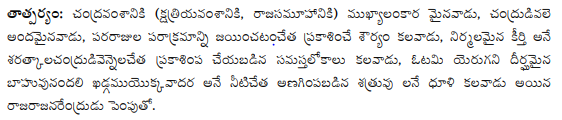 తాత్పర్యం: చంద్రవంశానికి (క్షత్రియవంశానికి, రాజసమూహానికి) ముఖ్యాలంకార మైనవాడు, చంద్రుడివలె
అందమైనవాడు, పరరాజుల పరాక్రమాన్ని జయించటంచేత ప్రకాశించే శౌర్యం కలవాడు, నిర్మలమైన కీర్తి అనే
శరత్కాలచంద్రుడివెన్నెలచేత ప్రకాశింప చేయబడిన సమస్తలోకాలు కలవాడు, ఓటమి యెరుగని దీర్ఘమైన
బాహువునందలి ఖడ్గముయొక్కవాదర అనే నీటిచేత అణగింపబడిన శత్రువు లనే ధూళి కలవాడు అయిన
రాజరాజనరేంద్రుడు పెంపుతో.